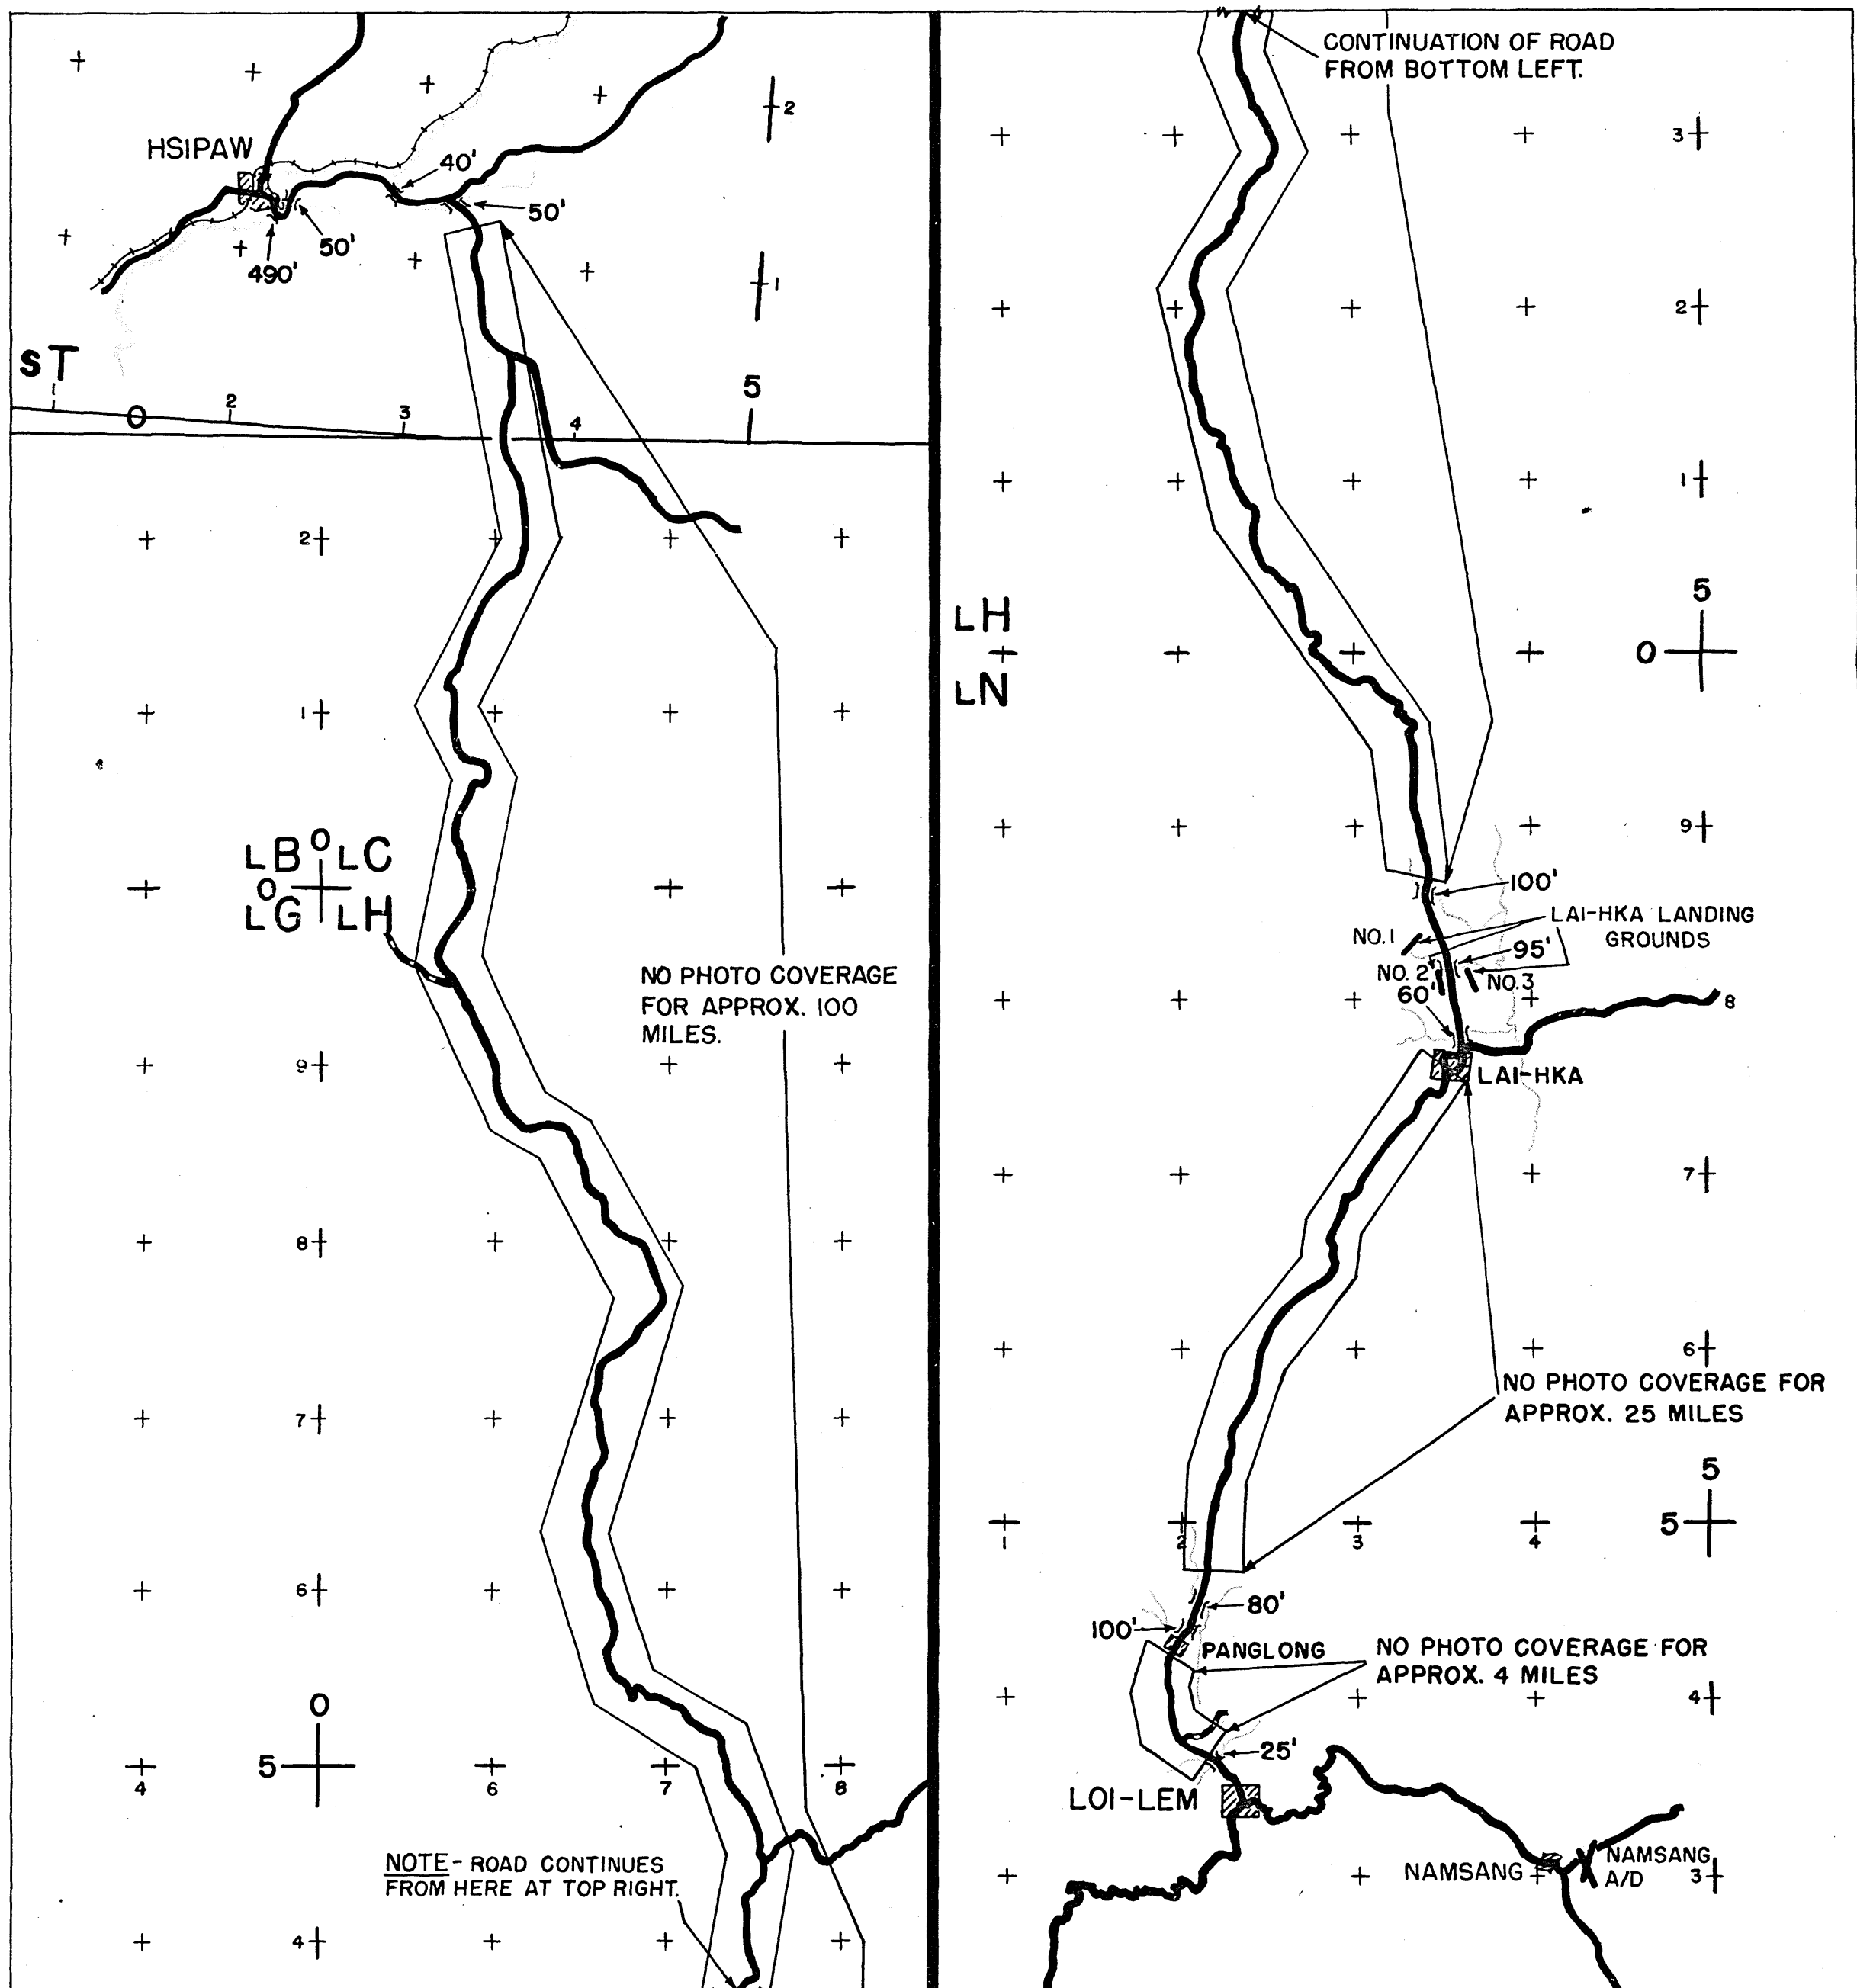 HSIPAW
40'
50'
50'
490'
2
1
ST
1
0
2
3
4
5
2
1
LB
0
LC
0
LG
LH
NO PHOTO COVERAGE
FOR APPROX. 100
MILES.
9
8
7
6
0
5
4
6
7
8
NOTE - ROAD CONTINUES
FROM HERE AT TOP RIGHT.
4
CONTINUATION OF ROAD
FROM BOTTOM LEFT.
3
2
1
LH
LN
5
0
9
100'
LAI-HKA LANDING
GROUNDS
NO. 1
95'
NO. 2
NO. 3
60'
8
LAI-HKA
7
6
NO PHOTO COVERAGE FOR
APPROX. 25 MILES
5
5
1
2
3
4
80'
100'
PANGLONG
NO PHOTO COVERAGE FOR
APPROX. 4 MILES
4
25'
LOI-LEM
NAMSANG
NAMSANG
A/D
3